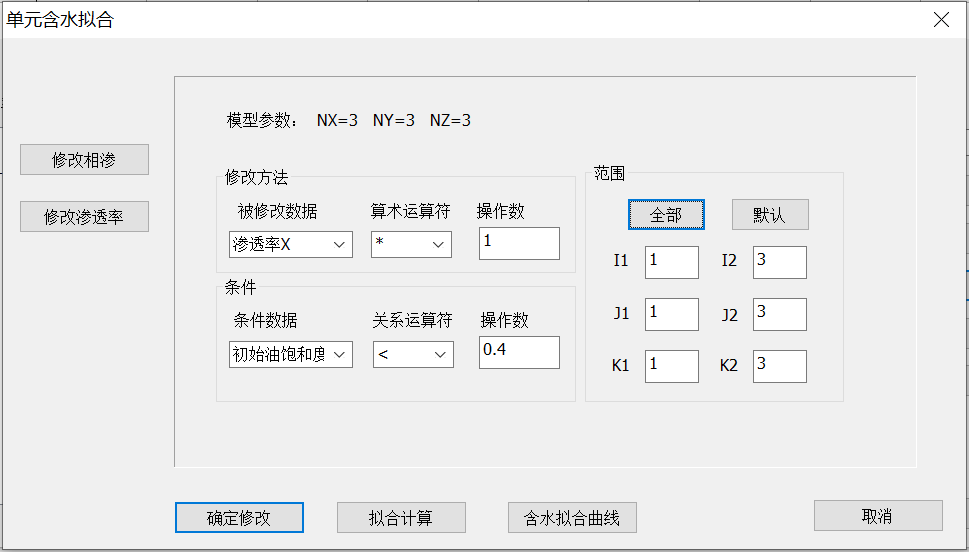 单元含水拟合
模型参数： NX=3 NY=3 NZ=3
修改相渗
修改渗透率
修改方法
被修改数据 算术运算符 操作数
渗透率X * 1
条件
条件数据 关系运算符 操作数
初始油饱和度 < 0.4
范围
全部 默认
I1 1 I2 3
J1 1 J2 3
K1 1 K2 3
确定修改 拟合计算 含水拟合曲线 取消